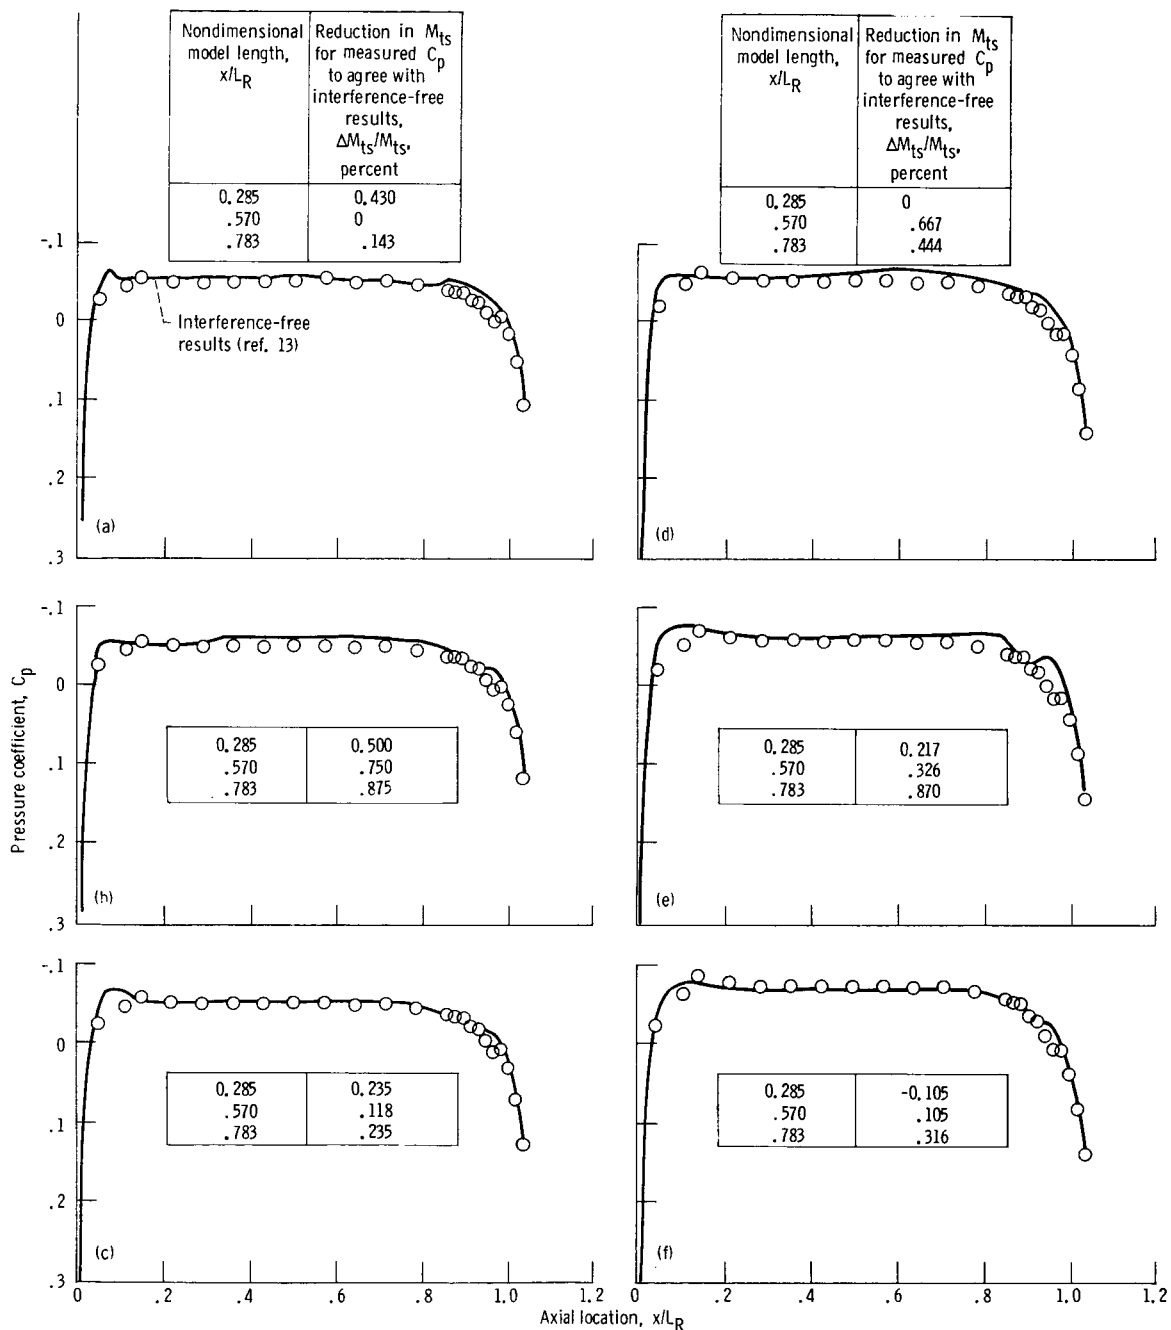 Nondimensional model length, x/L_R
Reduction in M_ts for measured C_p to agree with interference-free results, ΔM_ts/M_ts, percent
0.285 0.430
.570 0
.783 .143
-.1
0
.1
.2
.3
Interference-free
results (ref. 13)
(a)
Nondimensional model length, x/L_R
Reduction in M_ts for measured C_p to agree with interference-free results, ΔM_ts/M_ts, percent
0.285 0
.570 .667
.783 .444
(d)
Pressure coefficient, C_p
-.1
0
.1
.2
.3
0.285 0.500
.570 .750
.783 .875
(b)
0.285 0.217
.570 .326
.783 .870
(e)
-.1
0
.1
.2
.3
0.285 0.235
.570 .118
.783 .235
(c)
0 .2 .4 .6 .8 1.0 1.2
0.285 -0.105
.570 .105
.783 .316
(f)
0 .2 .4 .6 .8 1.0 1.2
Axial location, x/L_R